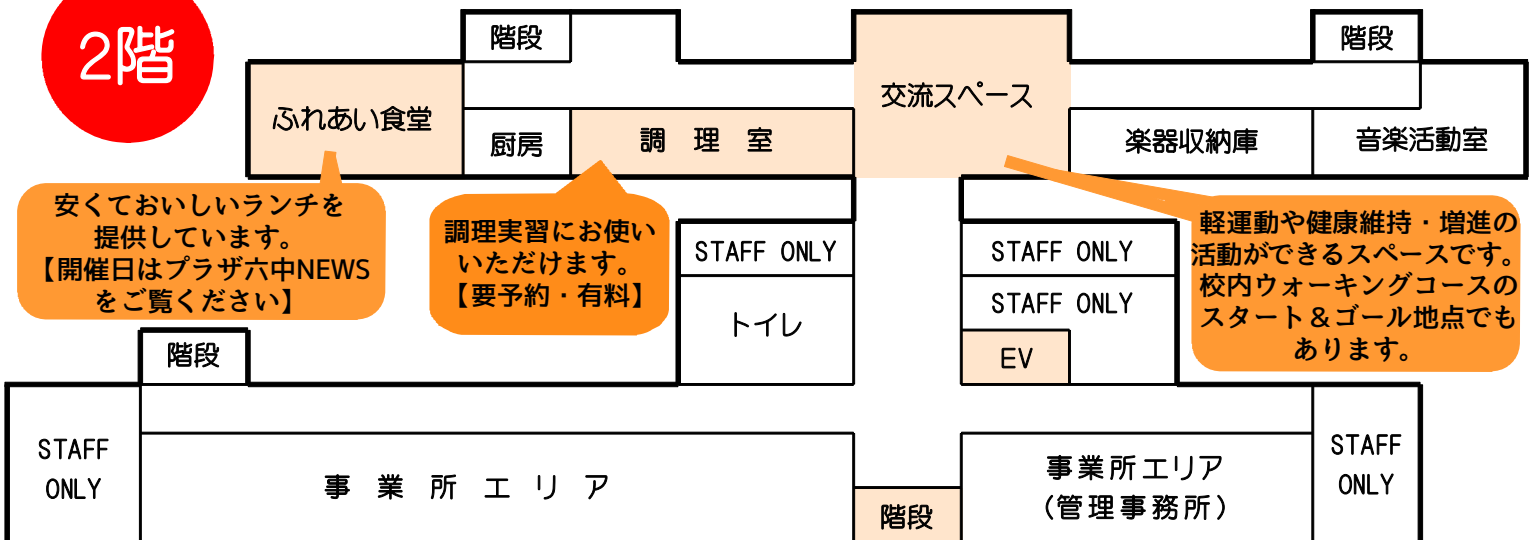 2階
階段
階段
ふれあい食堂
交流スペース
厨房
調理室
楽器収納庫
音楽活動室
安くておいしいランチを
提供しています。
【開催日はプラザ六中NEWS
をご覧ください】
調理実習にお使い
いただけます。
【要予約・有料】
軽運動や健康維持・増進の
活動ができるスペースです。
校内ウォーキングコースの
スタート&ゴール地点でも
あります。
STAFF ONLY
STAFF ONLY
STAFF ONLY
トイレ
EV
階段
STAFF
ONLY
事業所エリア
階段
事業所エリア
(管理事務所)
STAFF
ONLY